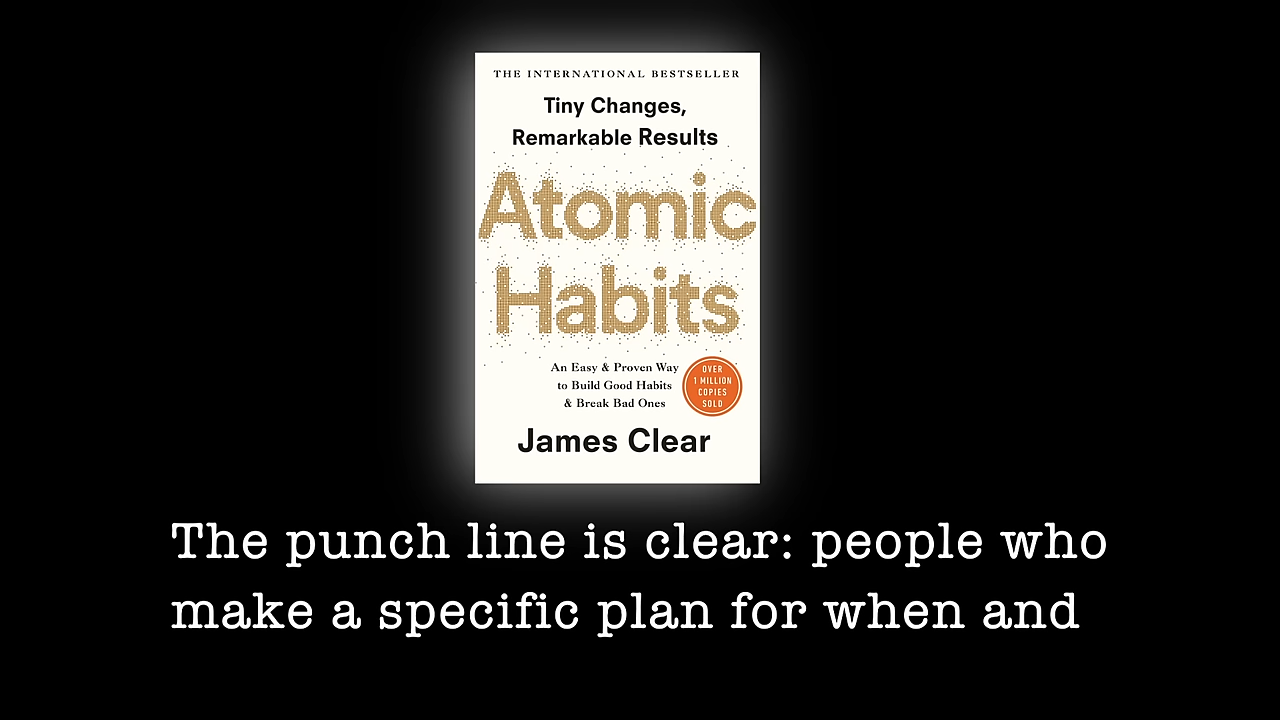 THE INTERNATIONAL BESTSELLER
Tiny Changes,
Remarkable Results
Atomic
Habits
An Easy & Proven Way
to Build Good Habits
& Break Bad Ones
OVER
1 MILLION
COPIES
SOLD
James Clear
The punch line is clear: people who
make a specific plan for when and